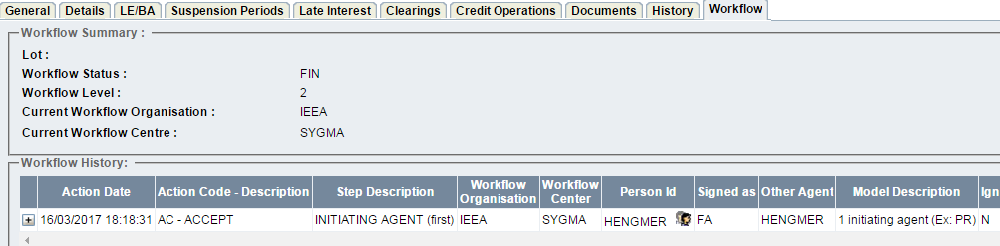 General Details LE/BA Suspension Periods Late Interest Clearings Credit Operations Documents History Workflow
Workflow Summary :
Lot :
Workflow Status : FIN
Workflow Level : 2
Current Workflow Organisation : IEEA
Current Workflow Centre : SYGMA
Workflow History:
Action Date Action Code - Description Step Description Workflow Organisation Workflow Center Person Id Signed as Other Agent Model Description Ign
16/03/2017 18:18:31 AC - ACCEPT INITIATING AGENT (first) IEEA SYGMA HENGMER FA HENGMER 1 initiating agent (Ex: PR) N